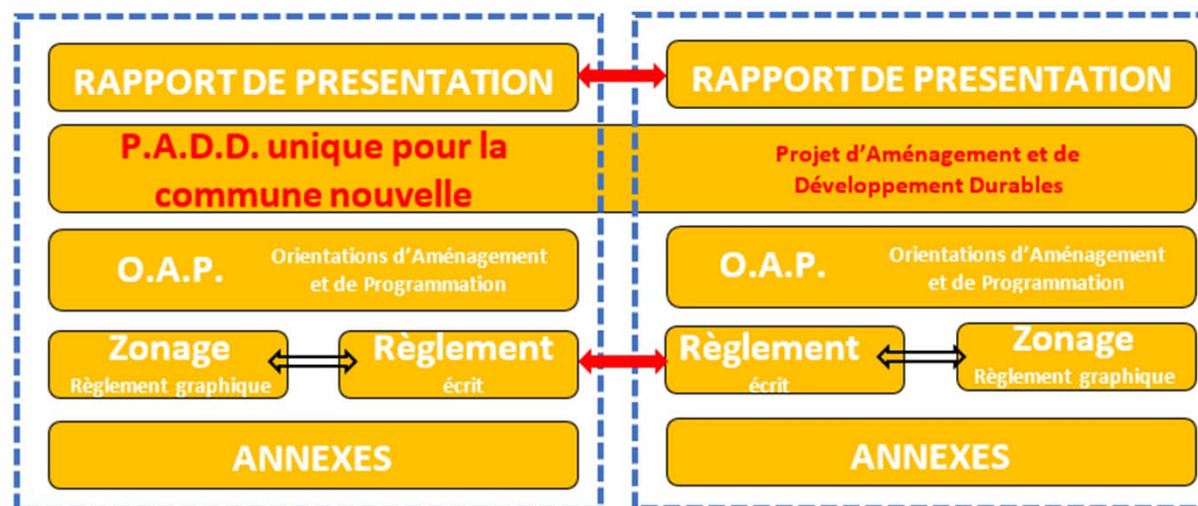 RAPPORT DE PRESENTATION
RAPPORT DE PRESENTATION
P.A.D.D. unique pour la
commune nouvelle
Projet d'Aménagement et de
Développement Durables
O.A.P.
Orientations d'Aménagement
et de Programmation
O.A.P.
Orientations d'Aménagement
et de Programmation
Zonage
Règlement graphique
Règlement
écrit
Règlement
écrit
Zonage
Règlement graphique
ANNEXES
ANNEXES